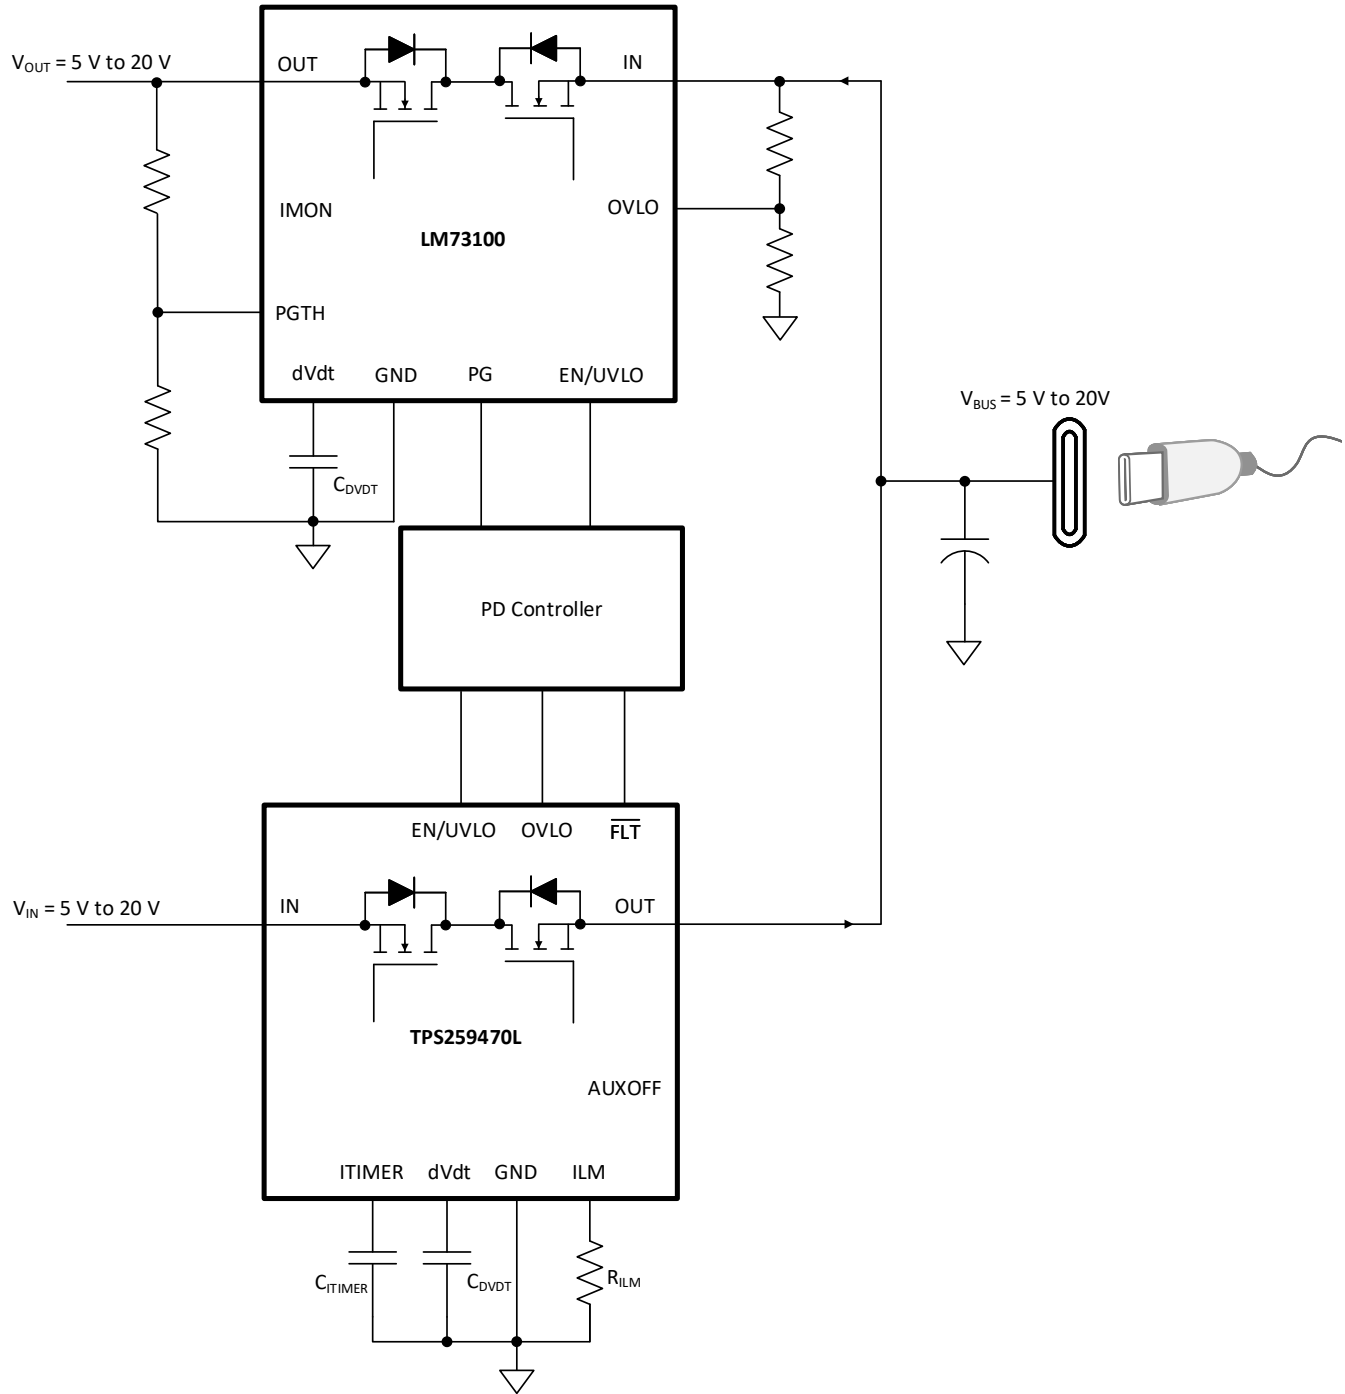 V_OUT = 5 V to 20 V
OUT
IN
IMON
OVLO
LM73100
PGTH
dVdt
GND
PG
EN/UVLO
C_DVDT
V_BUS = 5 V to 20V
PD Controller
EN/UVLO
OVLO
FLT
V_IN = 5 V to 20 V
IN
OUT
TPS259470L
AUXOFF
ITIMER
dVdt
GND
ILM
C_ITIMER
C_DVDT
R_ILM